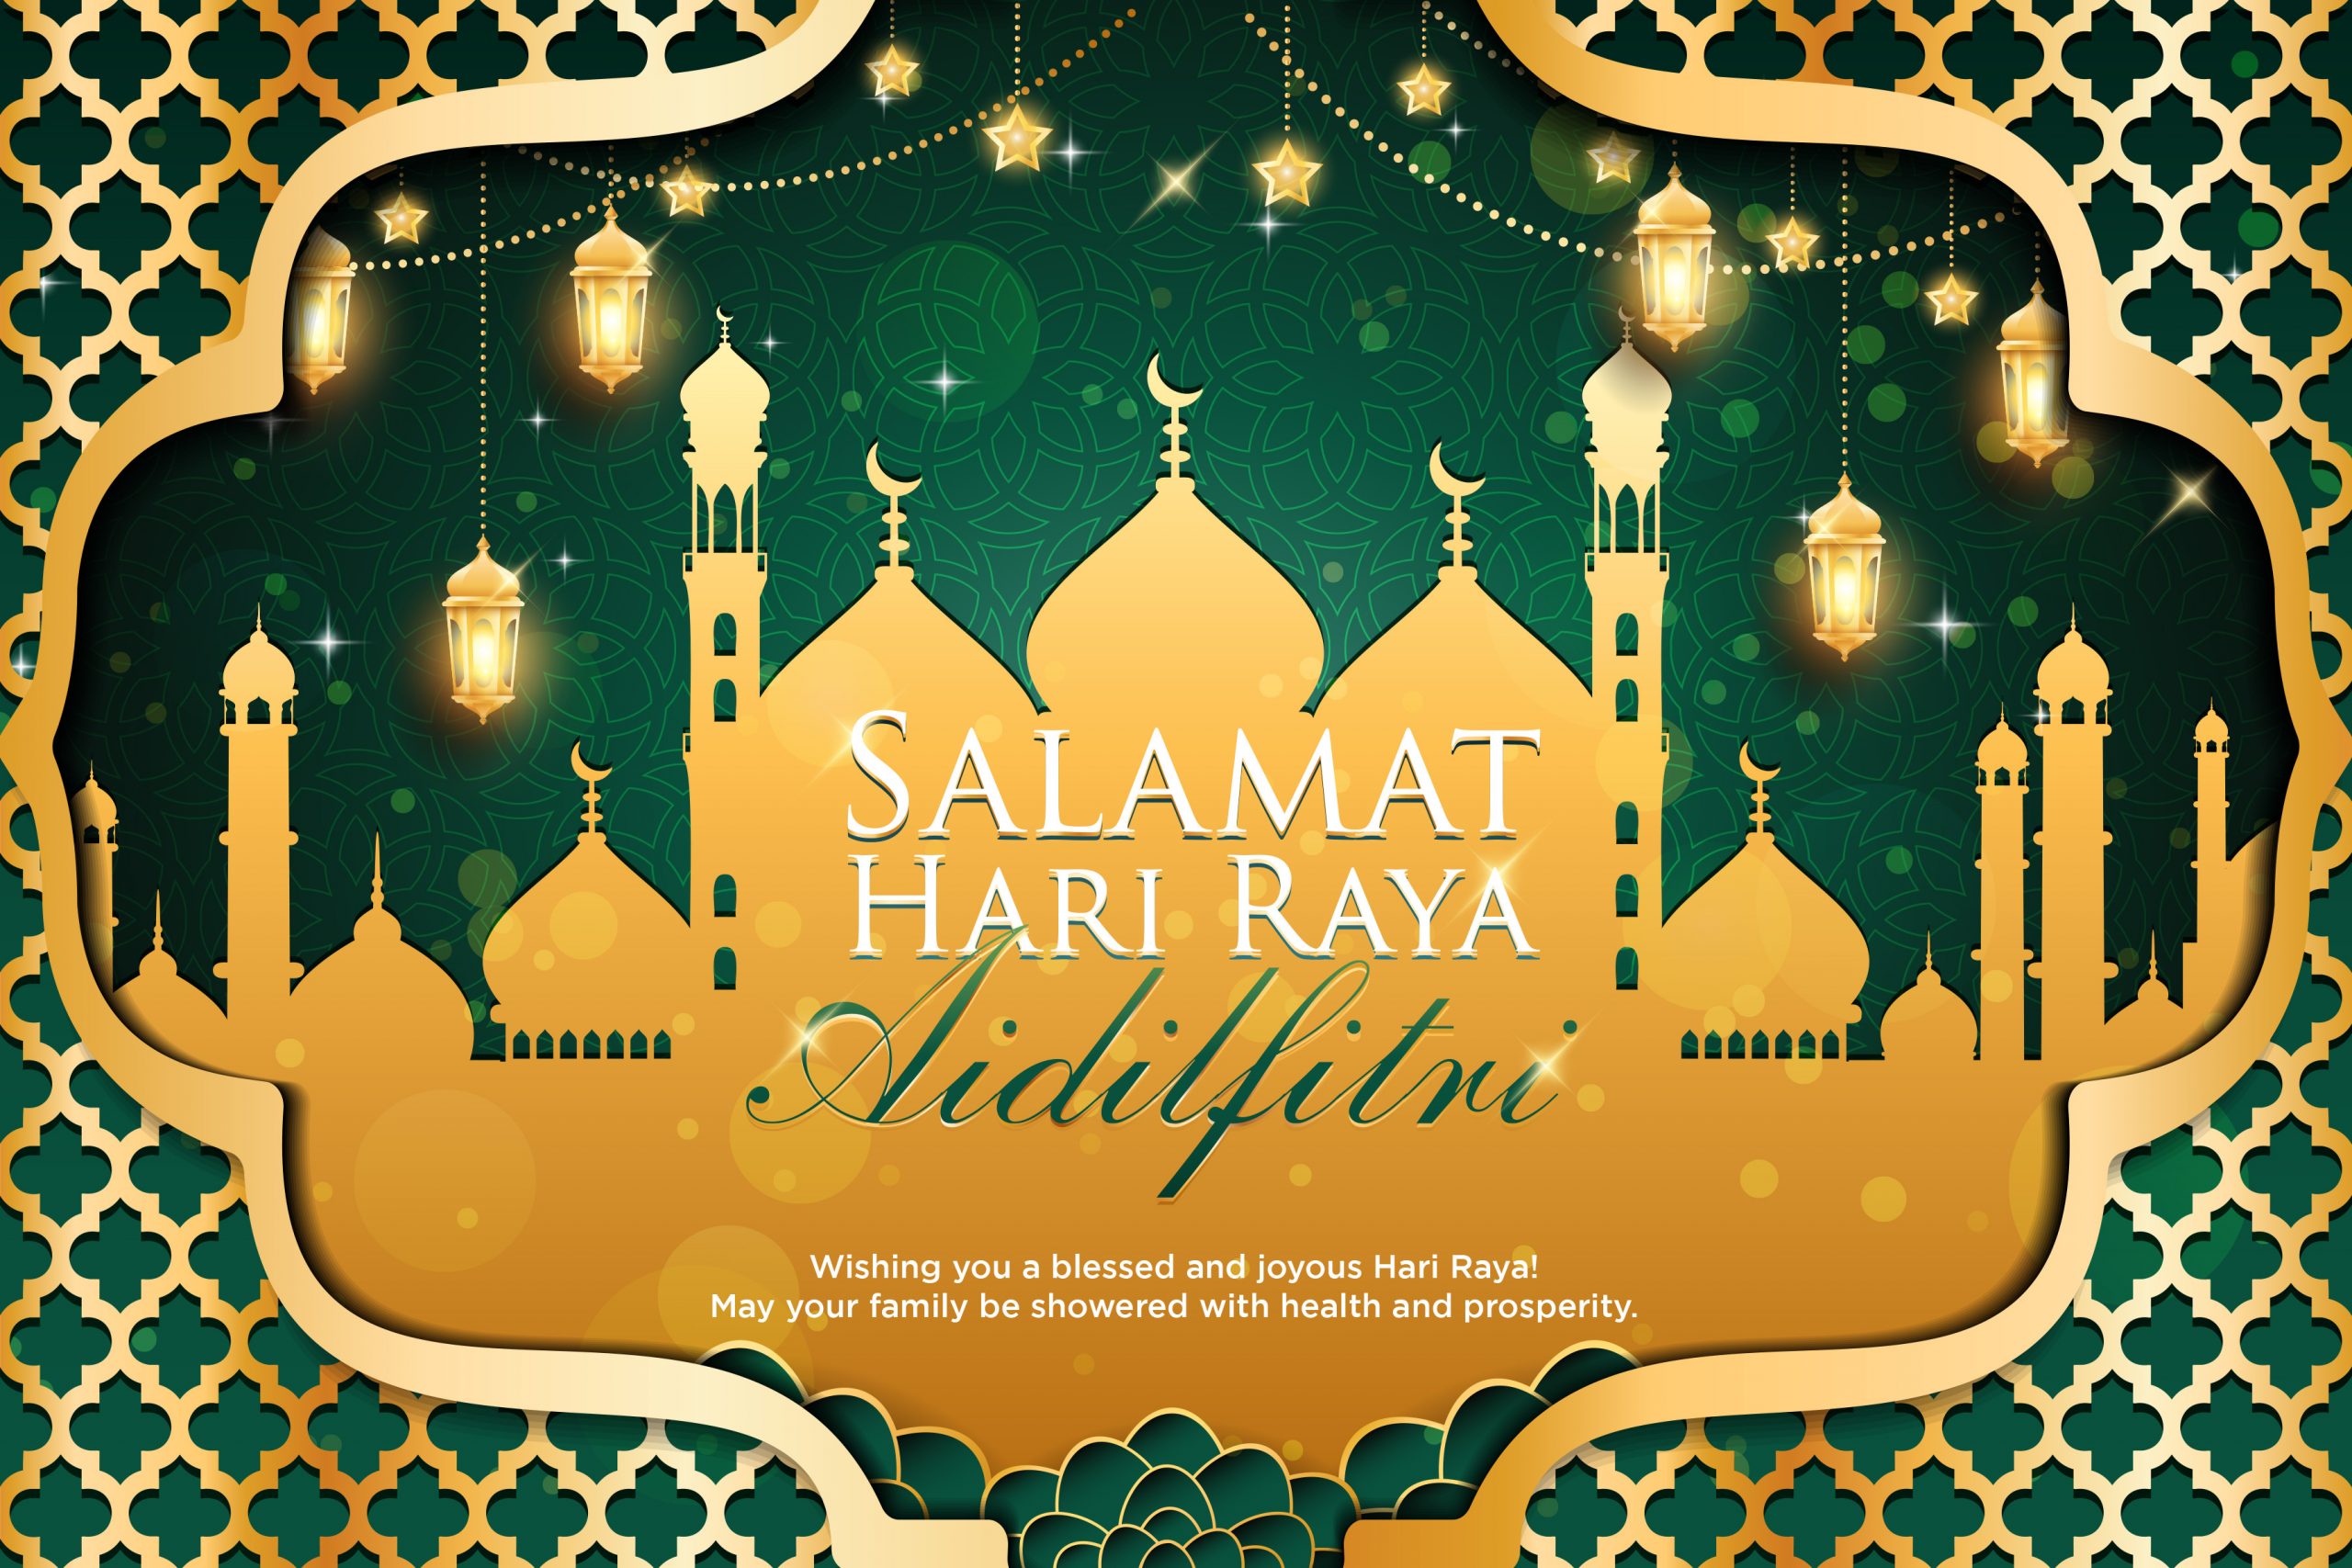 SALAMAT
HARI RAYA
Aidilfitri
Wishing you a blessed and joyous Hari Raya!
May your family be showered with health and prosperity.